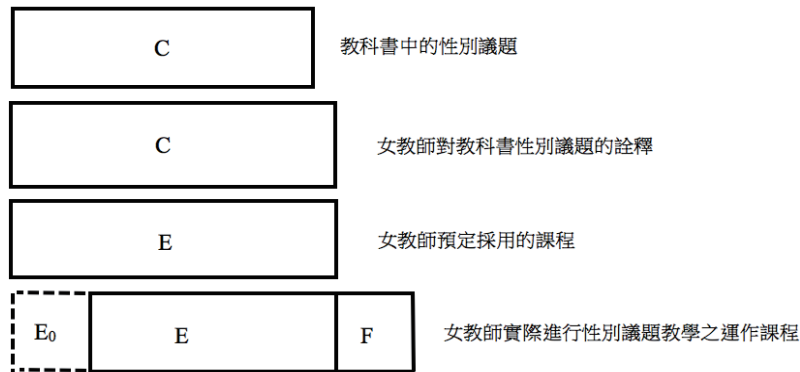 C 教科書中的性別議題
C 女教師對教科書性別議題的詮釋
E 女教師預定採用的課程
E₀ E F 女教師實際進行性別議題教學之運作課程